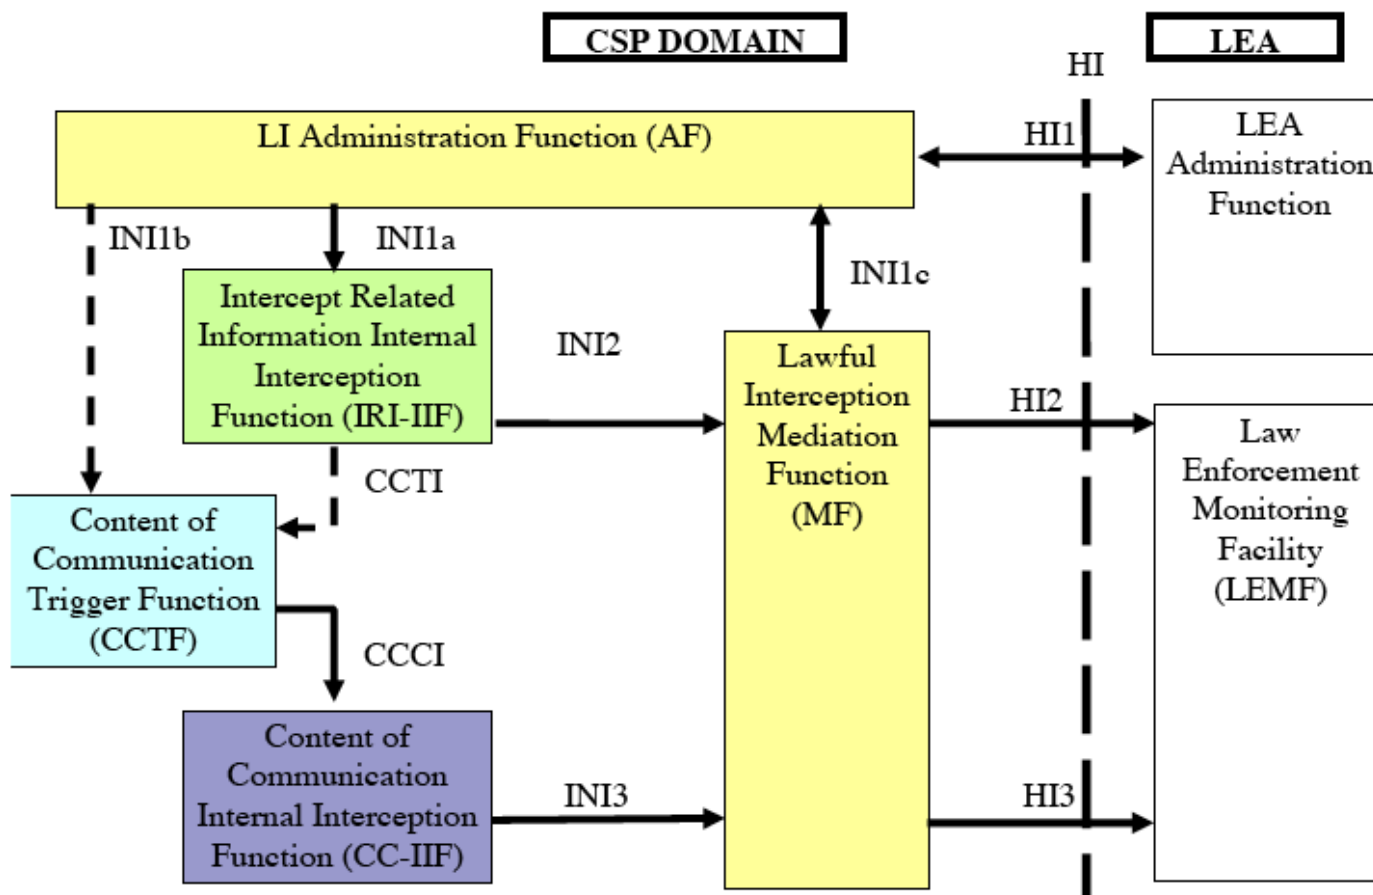 CSP DOMAIN
LEA
HI
LI Administration Function (AF)
HI1
LEA
Administration
Function
INI1b
INI1a
INI1c
Intercept Related
Information Internal
Interception
Function (IRI-IIF)
INI2
Lawful
Interception
Mediation
Function
(MF)
HI2
Law
Enforcement
Monitoring
Facility
(LEMF)
CCTI
Content of
Communication
Trigger Function
(CCTF)
CCCI
Content of
Communication
Internal Interception
Function (CC-IIF)
INI3
HI3